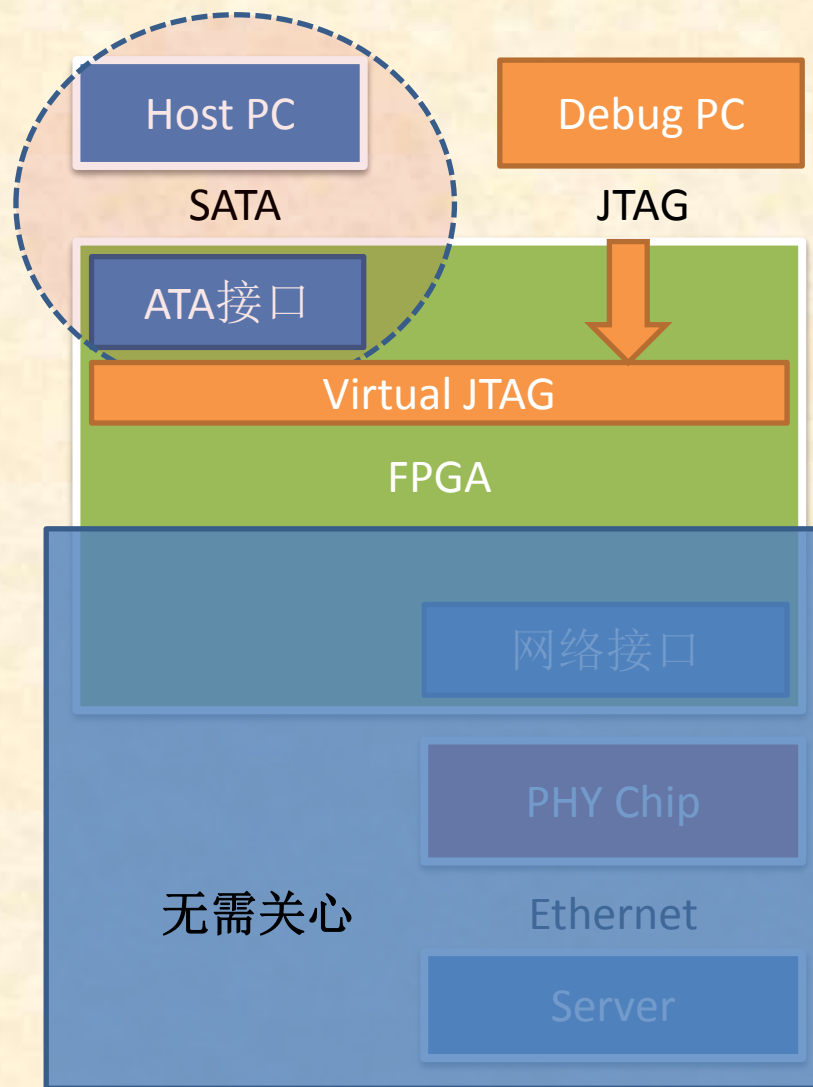 Host PC
Debug PC
SATA
JTAG
ATA接口
Virtual JTAG
FPGA
网络接口
PHY Chip
无需关心
Ethernet
Server